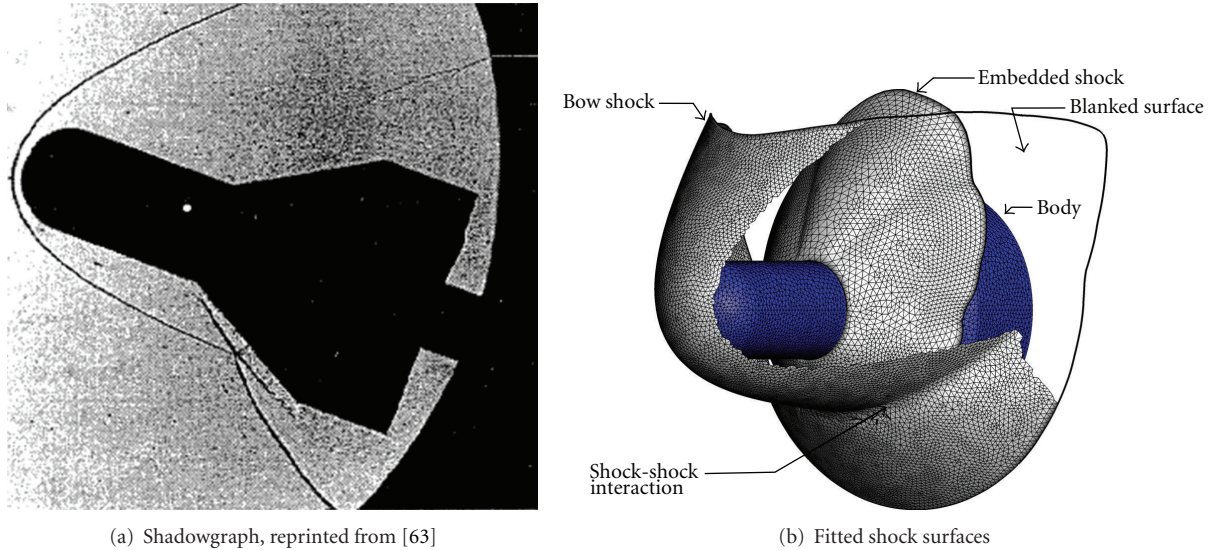 Embedded shock
Bow shock
Blanked surface
Body
Shock-shock
interaction
(a) Shadowgraph, reprinted from [63]
(b) Fitted shock surfaces